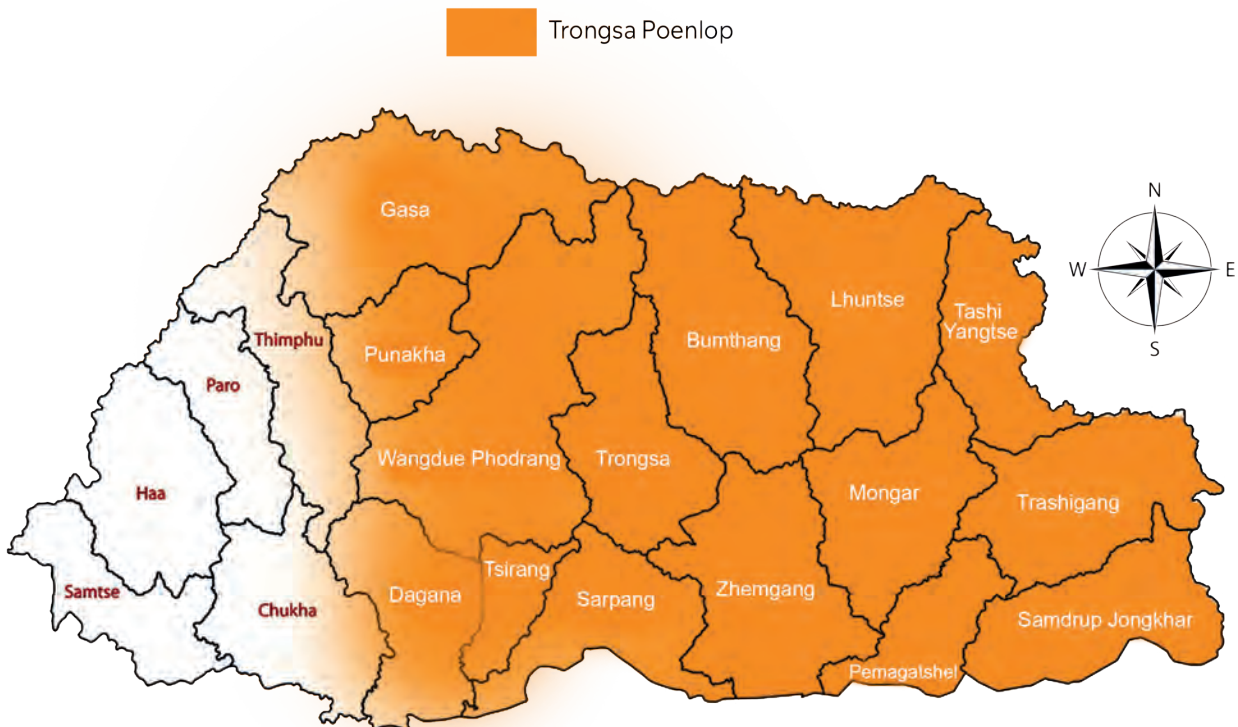 Trongsa Poenlop
N
W
E
S
Gasa
Lhuntse
Tashi
Yangtse
Thimphu
Punakha
Bumthang
Paro
Wangdue Phodrang
Trongsa
Haa
Mongar
Trashigang
Samtse
Chukha
Dagana
Tsirang
Sarpang
Zhemgang
Samdrup Jongkhar
Pemagatshel